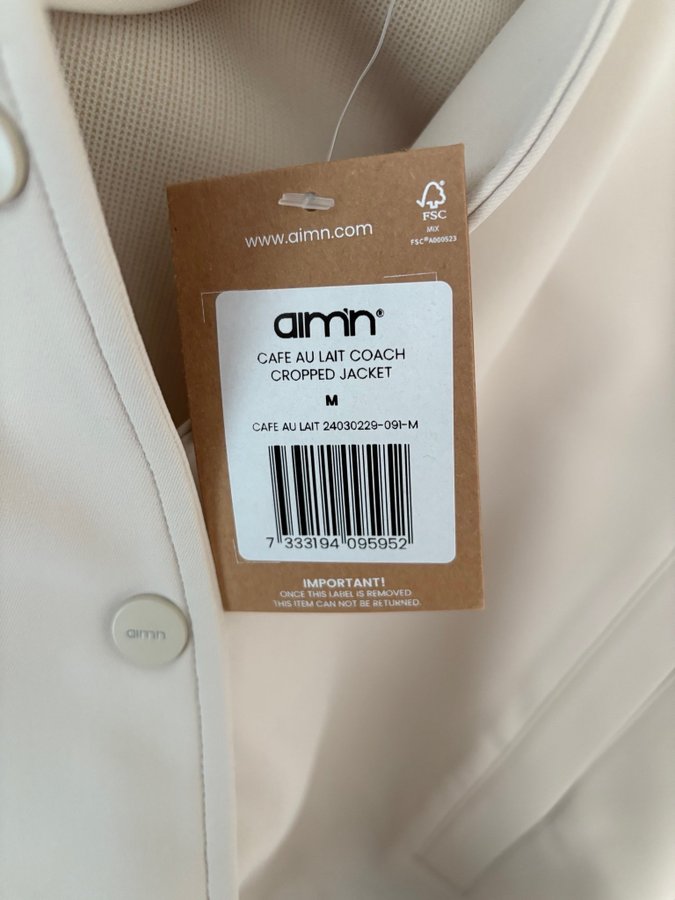 www.aimn.com
FSC
MIX
FSC® A000523
aim'n®
CAFE AU LAIT COACH
CROPPED JACKET
M
CAFE AU LAIT 24030229-091-M
7 333194 095952
IMPORTANT!
ONCE THIS LABEL IS REMOVED
THIS ITEM CAN NOT BE RETURNED
aimn